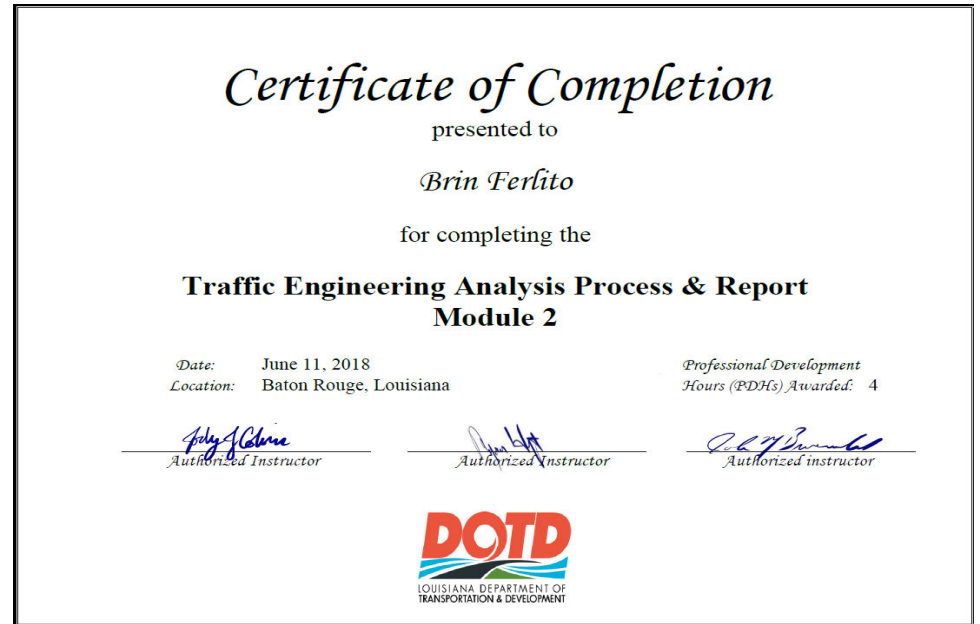 Certificate of Completion
presented to
Brin Ferlito
for completing the
Traffic Engineering Analysis Process & Report
Module 2
Date: June 11, 2018
Location: Baton Rouge, Louisiana
Professional Development
Hours (PDHs) Awarded: 4
Authorized Instructor
Authorized Instructor
Authorized instructor
DOTD
LOUISIANA DEPARTMENT OF
TRANSPORTATION & DEVELOPMENT